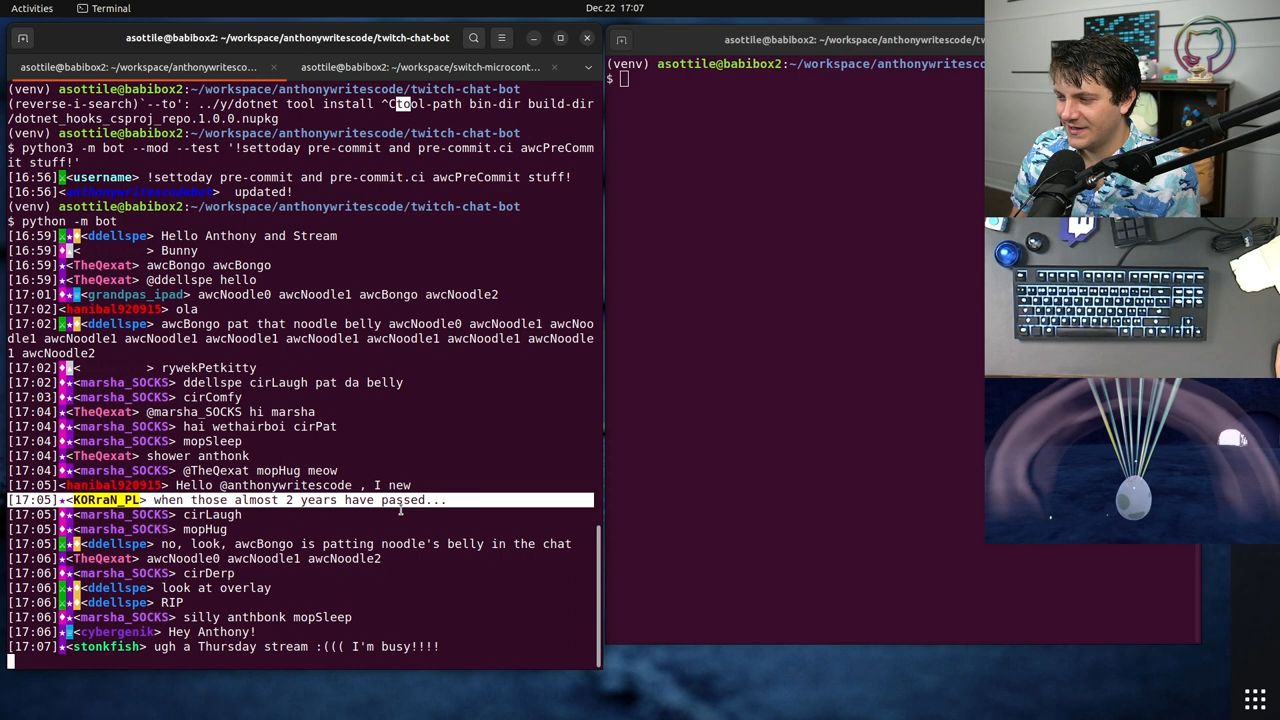 Activities Terminal Dec 22 17:07
asottile@babibox2: ~/workspace/anthonywritescode/twitch-chat-bot
asottile@babibox2: ~/workspace/anthonywritesco… × asottile@babibox2: ~/workspace/switch-microcont… ×
(venv) asottile@babibox2:~/workspace/anthonywritescode/twitch-chat-bot
(reverse-i-search)`--to': ../y/dotnet tool install ^Ctool-path bin-dir build-dir
/dotnet_hooks_csproj_repo.1.0.0.nupkg
(venv) asottile@babibox2:~/workspace/anthonywritescode/twitch-chat-bot
$ python3 -m bot --mod --test '!settoday pre-commit and pre-commit.ci awcPreComm
it stuff!'
[16:56] <username> !settoday pre-commit and pre-commit.ci awcPreCommit stuff!
[16:56]<anthonywritescodebot> updated!
(venv) asottile@babibox2:~/workspace/anthonywritescode/twitch-chat-bot
$ python -m bot
[16:59] <ddellspe> Hello Anthony and Stream
[16:59] < > Bunny
[16:59]★<TheQexat> awcBongo awcBongo
[16:59]★<TheQexat> @ddellspe hello
[17:01] <grandpas_ipad> awcNoodle0 awcNoodle1 awcBongo awcNoodle2
[17:02]<hanibal920915> ola
[17:02] <ddellspe> awcBongo pat that noodle belly awcNoodle0 awcNoodle1 awcNoo
dle1 awcNoodle1 awcNoodle1 awcNoodle1 awcNoodle1 awcNoodle1 awcNoodle1 awcNoodle
1 awcNoodle2
[17:02] < > rywekPetkitty
[17:02]♦★<marsha_SOCKS> ddellspe cirLaugh pat da belly
[17:03]♦★<marsha_SOCKS> cirComfy
[17:04]★<TheQexat> @marsha_SOCKS hi marsha
[17:04]♦★<marsha_SOCKS> hai wethairboi cirPat
[17:04]♦★<marsha_SOCKS> mopSleep
[17:04]★<TheQexat> shower anthonk
[17:04]♦★<marsha_SOCKS> @TheQexat mopHug meow
[17:05]<hanibal920915> Hello @anthonywritescode , I new
[17:05]★<KORraN_PL> when those almost 2 years have passed...
[17:05]♦★<marsha_SOCKS> cirLaugh
[17:05]♦★<marsha_SOCKS> mopHug
[17:05] <ddellspe> no, look, awcBongo is patting noodle's belly in the chat
[17:06]★<TheQexat> awcNoodle0 awcNoodle1 awcNoodle2
[17:06]♦★<marsha_SOCKS> cirDerp
[17:06] <ddellspe> look at overlay
[17:06] <ddellspe> RIP
[17:06]♦★<marsha_SOCKS> silly anthbonk mopSleep
[17:06] <cybergenik> Hey Anthony!
[17:07]★<stonkfish> ugh a Thursday stream :((( I'm busy!!!!
asottile@babibox2: ~/workspace/anthonywritescode/tw
(venv) asottile@babibox2:~/workspace/anthonywritesco
$